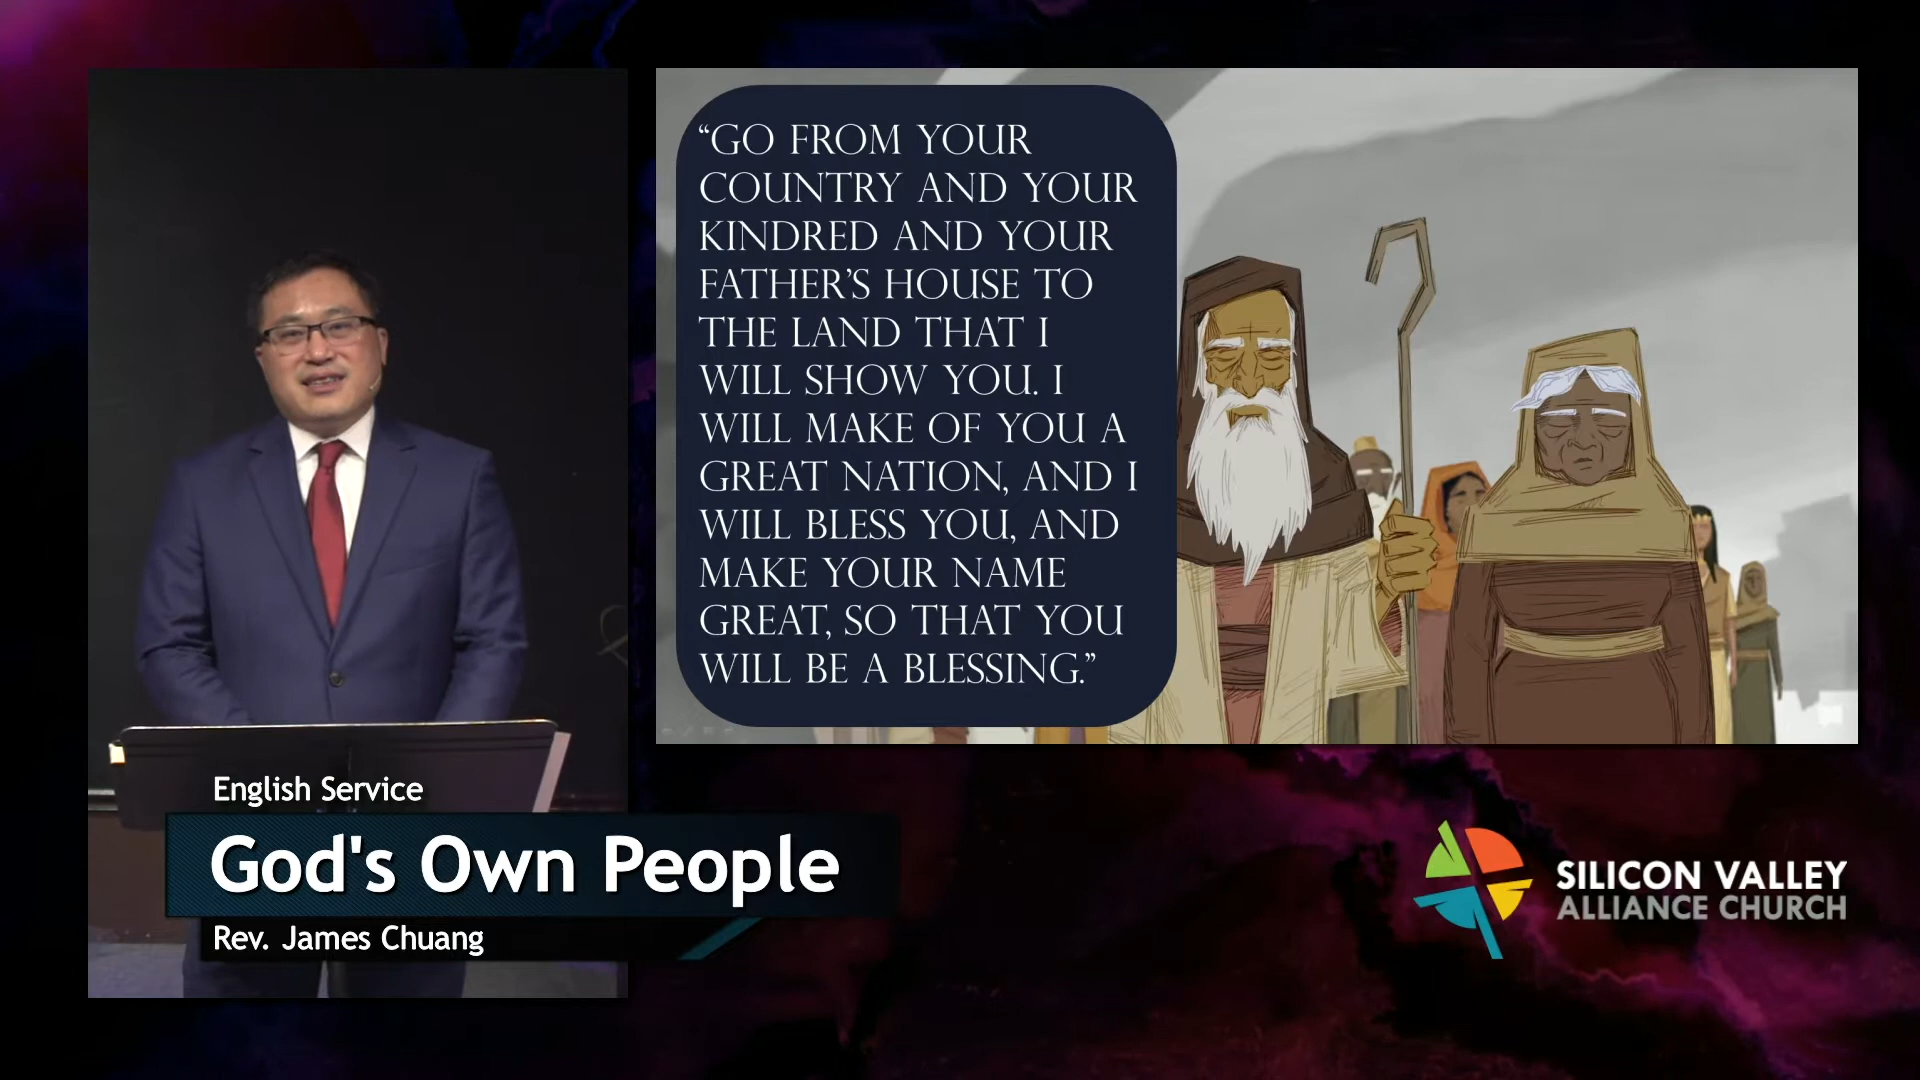 “GO FROM YOUR
COUNTRY AND YOUR
KINDRED AND YOUR
FATHER’S HOUSE TO
THE LAND THAT I
WILL SHOW YOU. I
WILL MAKE OF YOU A
GREAT NATION, AND I
WILL BLESS YOU, AND
MAKE YOUR NAME
GREAT, SO THAT YOU
WILL BE A BLESSING.”
English Service
God's Own People
Rev. James Chuang
SILICON VALLEY
ALLIANCE CHURCH